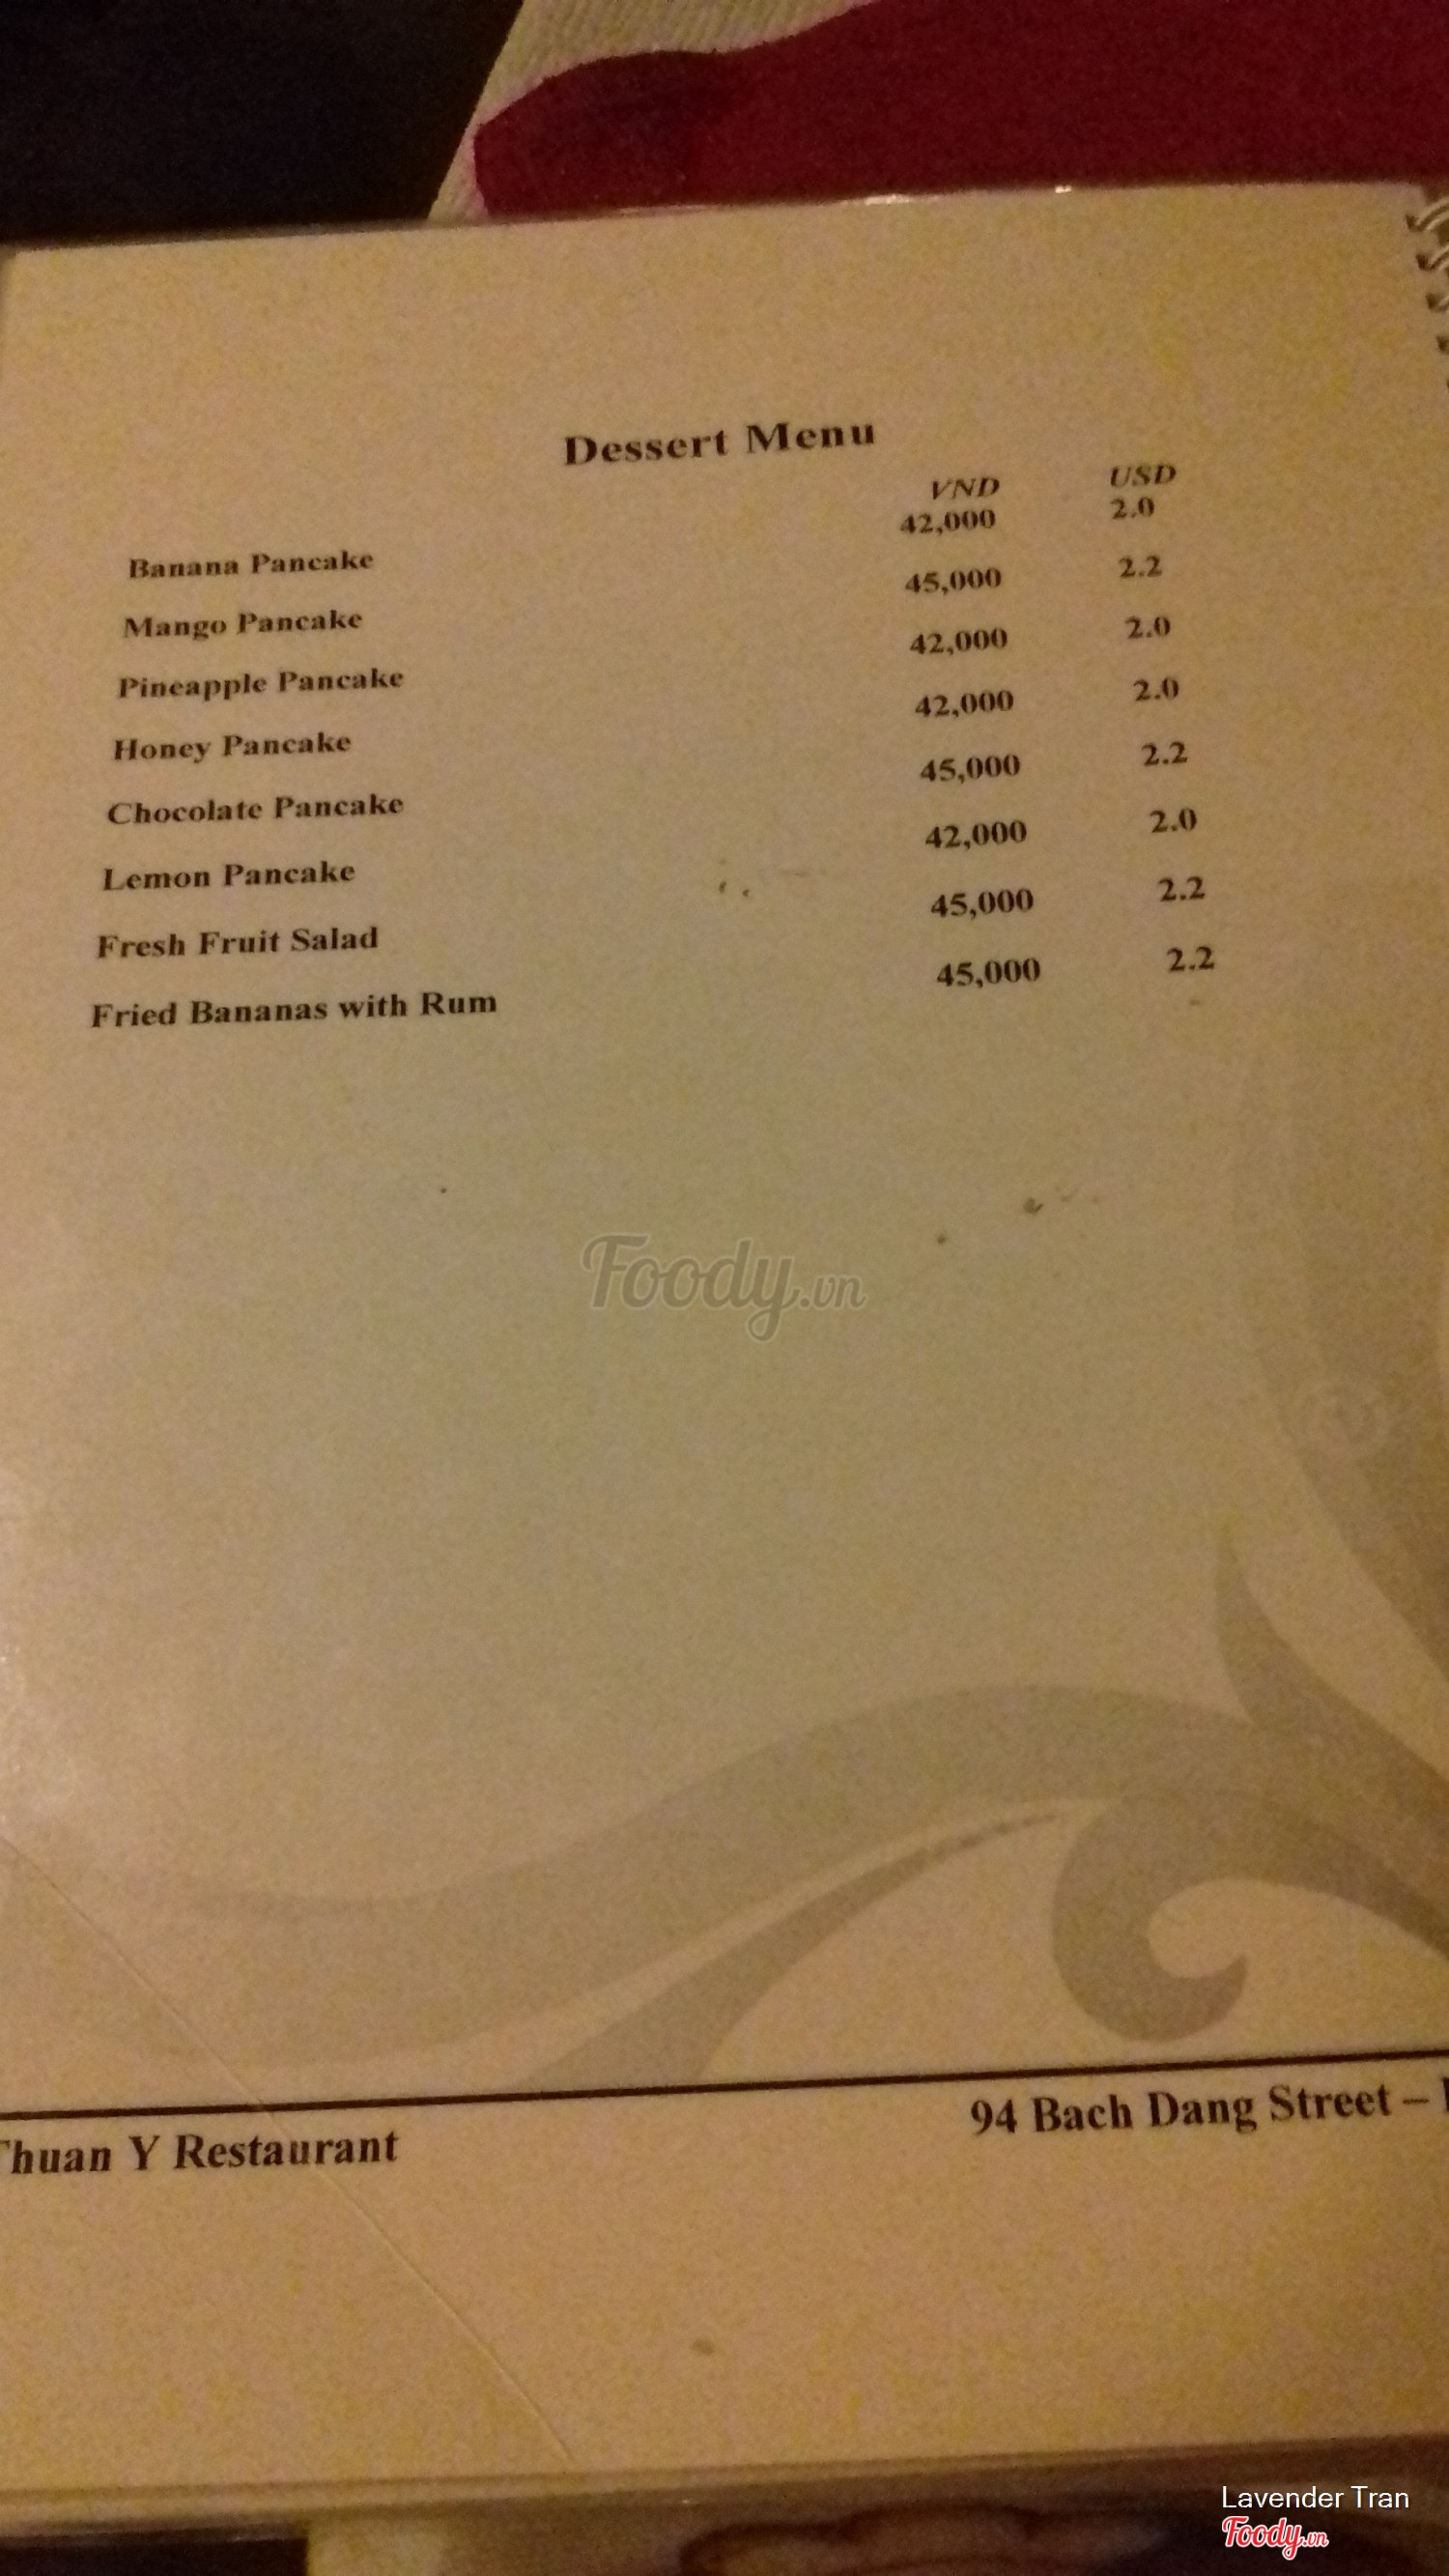 Dessert Menu
VND USD
Banana Pancake 42,000 2.0
Mango Pancake 45,000 2.2
Pineapple Pancake 42,000 2.0
Honey Pancake 42,000 2.0
Chocolate Pancake 45,000 2.2
Lemon Pancake 42,000 2.0
Fresh Fruit Salad 45,000 2.2
Fried Bananas with Rum 45,000 2.2
Foody.vn
Thuan Y Restaurant 94 Bach Dang Street –
Lavender Tran
Foody.vn